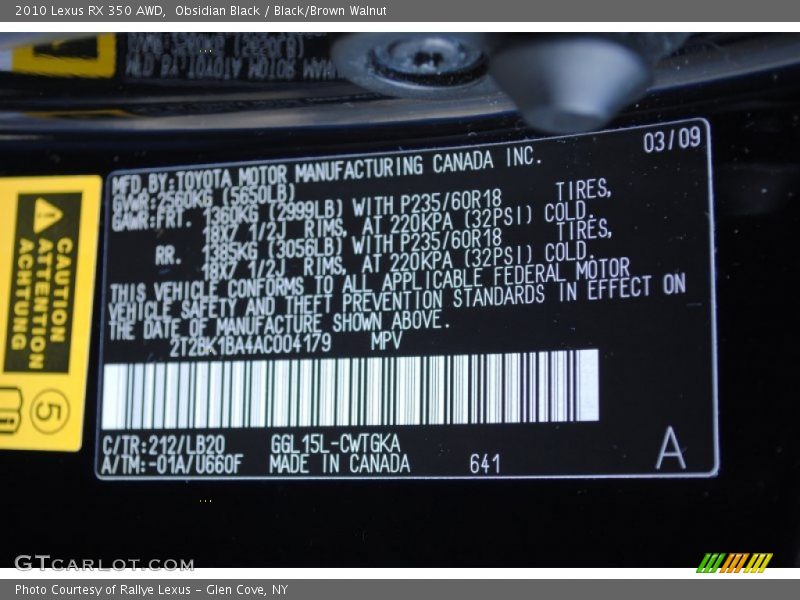 2010 Lexus RX 350 AWD, Obsidian Black / Black/Brown Walnut
03/09
MFD.BY:TOYOTA MOTOR MANUFACTURING CANADA INC.
GVWR:2560KG (5650LB)
GAWR:FRT. 1360KG (2999LB) WITH P235/60R18 TIRES,
18X7 1/2J RIMS, AT 220KPA (32PSI) COLD.
RR. 1385KG (3056LB) WITH P235/60R18 TIRES,
18X7 1/2J RIMS, AT 220KPA (32PSI) COLD.
THIS VEHICLE CONFORMS TO ALL APPLICABLE FEDERAL MOTOR
VEHICLE SAFETY AND THEFT PREVENTION STANDARDS IN EFFECT ON
THE DATE OF MANUFACTURE SHOWN ABOVE.
2T2BK1BA4AC004179 MPV
C/TR:212/LB20 GGL15L-CWTGKA
A/TM:-01A/U660F MADE IN CANADA 641 A
CAUTION
ATTENTION
ACHTUNG
5
GTCARLOT.COM
Photo Courtesy of Rallye Lexus - Glen Cove, NY